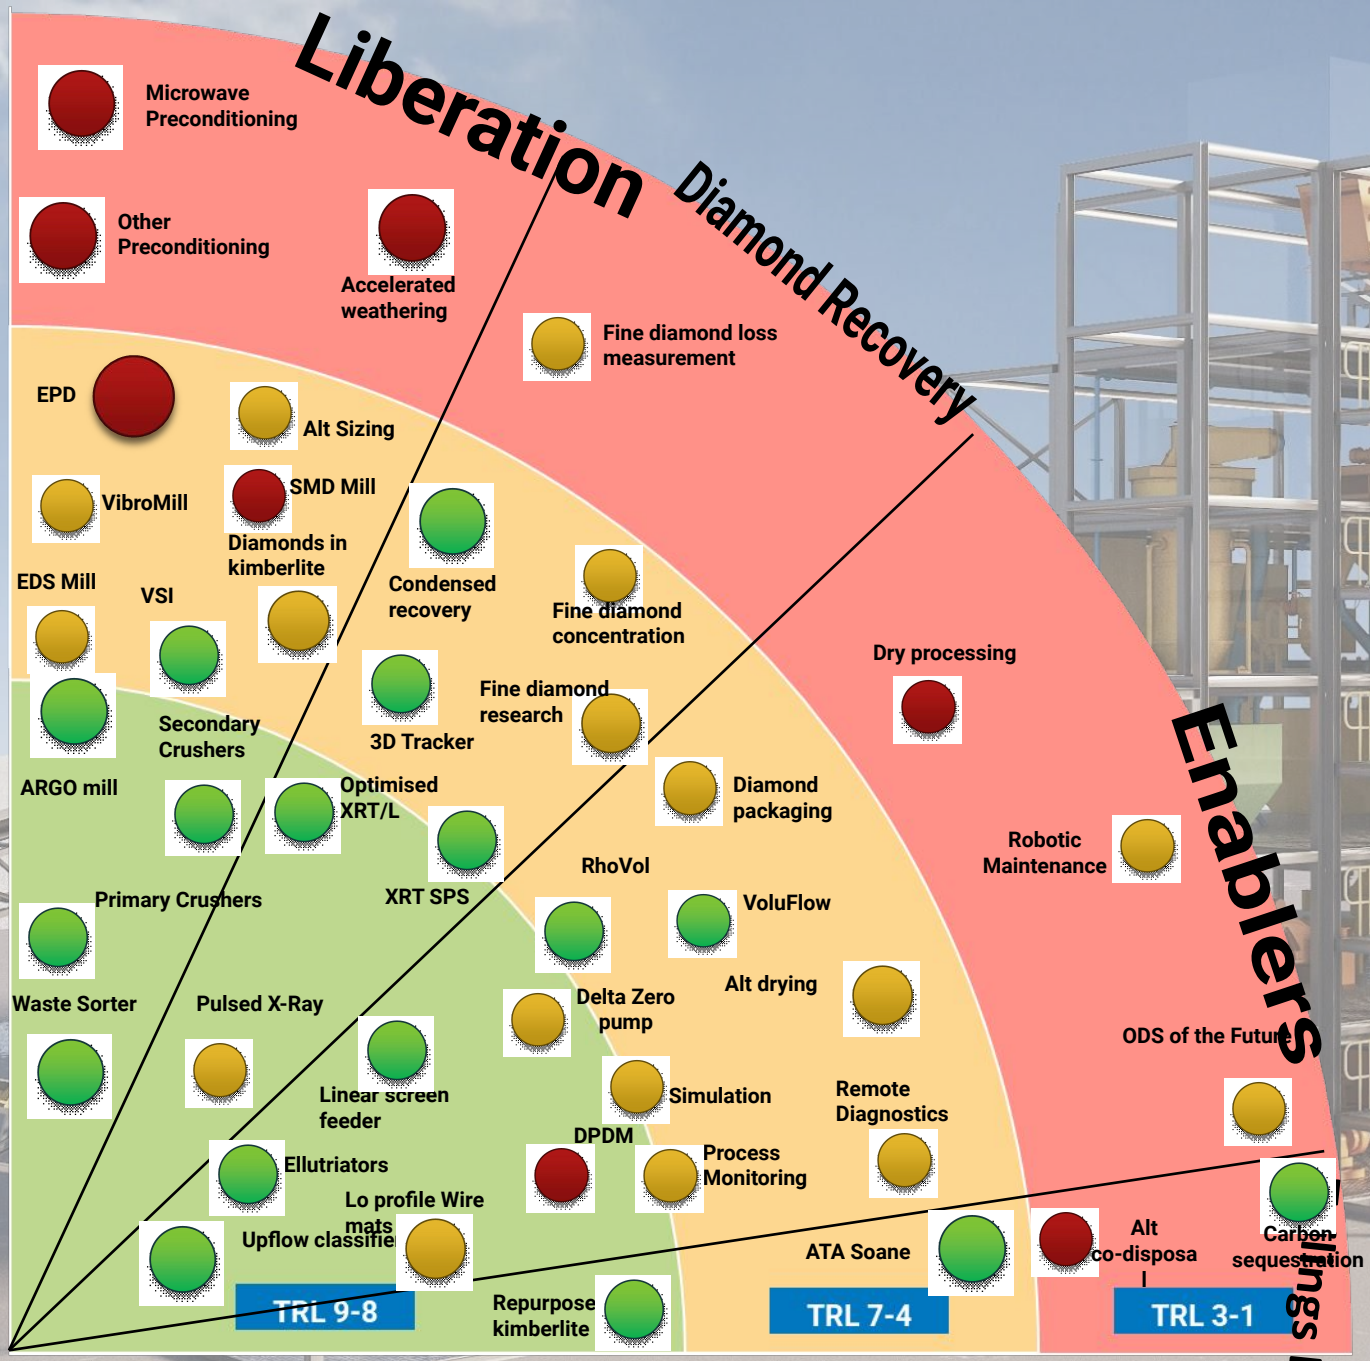 Liberation
Microwave
Preconditioning
Other
Preconditioning
Accelerated
weathering
Diamond Recovery
Fine diamond loss
measurement
EPD
Alt Sizing
VibroMill
SMD Mill
Diamonds in
kimberlite
EDS Mill
VSI
Condensed
recovery
Fine diamond
concentration
Fine diamond
research
3D Tracker
Secondary
Crushers
ARGO mill
Optimised
XRT/L
XRT SPS
Primary Crushers
Waste Sorter
Pulsed X-Ray
Enablers
Dry processing
Robotic
Maintenance
Diamond
packaging
RhoVol
VoluFlow
Alt drying
Delta Zero
pump
ODS of the Future
Simulation
Remote
Diagnostics
Linear screen
feeder
DPDM
Process
Monitoring
Ellutriators
Lo profile Wire
mats
Upflow classifie
ATA Soane
Alt
co-disposa
l
Carbon
sequestration
Repurpose
kimberlite
TRL 9-8
TRL 7-4
TRL 3-1